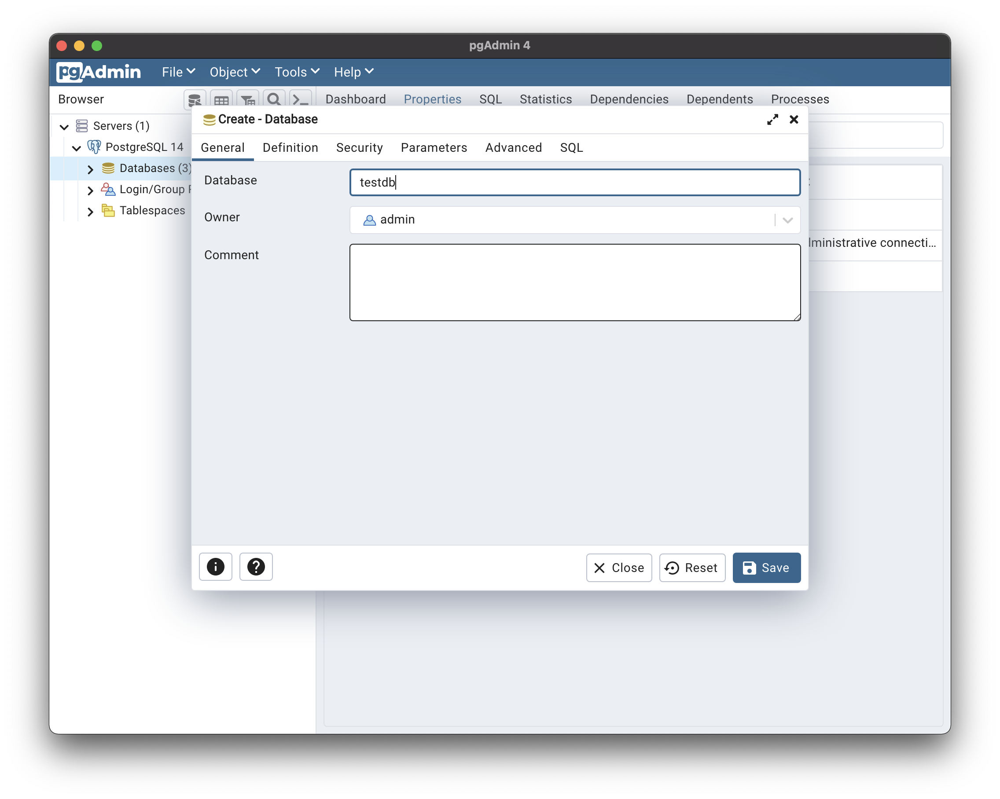 pgAdmin 4
pgAdmin File Object Tools Help
Browser
Dashboard Properties SQL Statistics Dependencies Dependents Processes
Servers (1)
PostgreSQL 14
Databases (3)
Login/Group
Tablespaces
Create - Database
General Definition Security Parameters Advanced SQL
Database testdb
Owner admin
Comment
connecti...
Close Reset Save